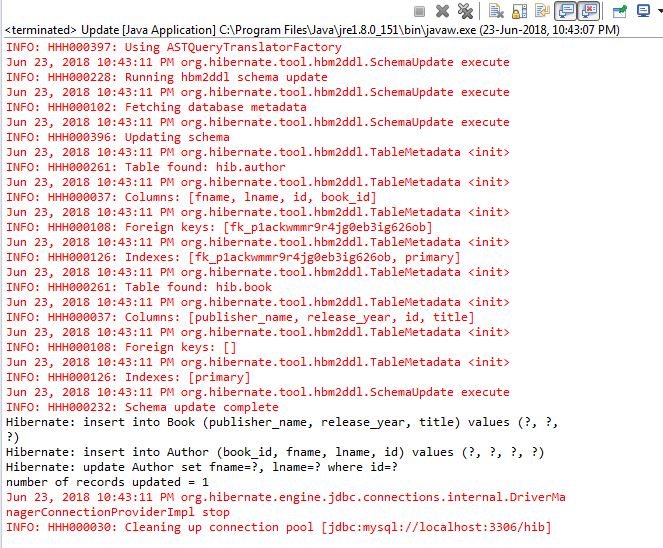 <terminated> Update [Java Application] C:\Program Files\Java\jre1.8.0_151\bin\javaw.exe (23-Jun-2018, 10:43:07 PM)
INFO: HHH000397: Using ASTQueryTranslatorFactory
Jun 23, 2018 10:43:11 PM org.hibernate.tool.hbm2ddl.SchemaUpdate execute
INFO: HHH000228: Running hbm2ddl schema update
Jun 23, 2018 10:43:11 PM org.hibernate.tool.hbm2ddl.SchemaUpdate execute
INFO: HHH000102: Fetching database metadata
Jun 23, 2018 10:43:11 PM org.hibernate.tool.hbm2ddl.SchemaUpdate execute
INFO: HHH000396: Updating schema
Jun 23, 2018 10:43:11 PM org.hibernate.tool.hbm2ddl.TableMetadata <init>
INFO: HHH000261: Table found: hib.author
Jun 23, 2018 10:43:11 PM org.hibernate.tool.hbm2ddl.TableMetadata <init>
INFO: HHH000037: Columns: [fname, lname, id, book_id]
Jun 23, 2018 10:43:11 PM org.hibernate.tool.hbm2ddl.TableMetadata <init>
INFO: HHH000108: Foreign keys: [fk_p1ackwmmr9r4jg0eb3ig626ob]
Jun 23, 2018 10:43:11 PM org.hibernate.tool.hbm2ddl.TableMetadata <init>
INFO: HHH000126: Indexes: [fk_p1ackwmmr9r4jg0eb3ig626ob, primary]
Jun 23, 2018 10:43:11 PM org.hibernate.tool.hbm2ddl.TableMetadata <init>
INFO: HHH000261: Table found: hib.book
Jun 23, 2018 10:43:11 PM org.hibernate.tool.hbm2ddl.TableMetadata <init>
INFO: HHH000037: Columns: [publisher_name, release_year, id, title]
Jun 23, 2018 10:43:11 PM org.hibernate.tool.hbm2ddl.TableMetadata <init>
INFO: HHH000108: Foreign keys: []
Jun 23, 2018 10:43:11 PM org.hibernate.tool.hbm2ddl.TableMetadata <init>
INFO: HHH000126: Indexes: [primary]
Jun 23, 2018 10:43:11 PM org.hibernate.tool.hbm2ddl.SchemaUpdate execute
INFO: HHH000232: Schema update complete
Hibernate: insert into Book (publisher_name, release_year, title) values (?, ?,
?)
Hibernate: insert into Author (book_id, fname, lname, id) values (?, ?, ?, ?)
Hibernate: update Author set fname=?, lname=? where id=?
number of records updated = 1
Jun 23, 2018 10:43:11 PM org.hibernate.engine.jdbc.connections.internal.DriverMa
nagerConnectionProviderImpl stop
INFO: HHH000030: Cleaning up connection pool [jdbc:mysql://localhost:3306/hib]